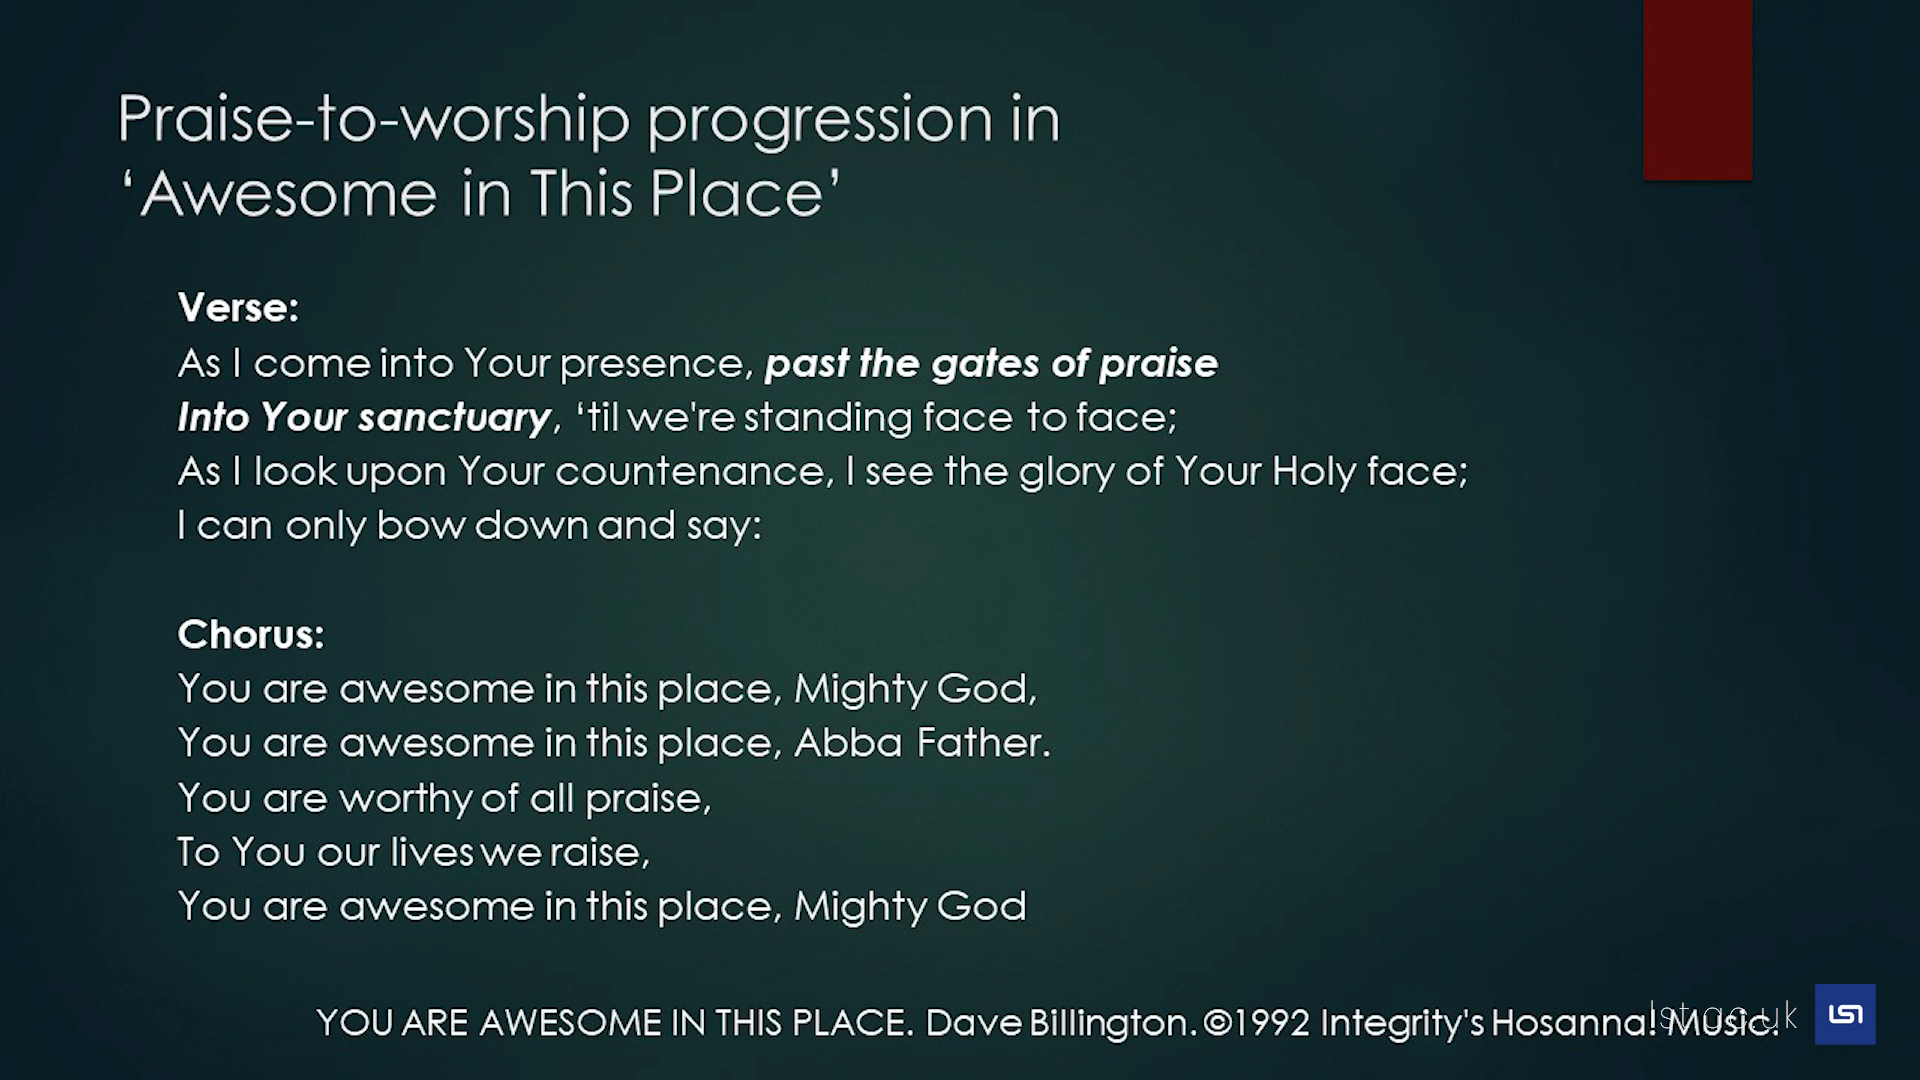 Praise-to-worship progression in
‘Awesome in This Place’
Verse:
As I come into Your presence, past the gates of praise
Into Your sanctuary, ‘til we're standing face to face;
As I look upon Your countenance, I see the glory of Your Holy face;
I can only bow down and say:
Chorus:
You are awesome in this place, Mighty God,
You are awesome in this place, Abba Father.
You are worthy of all praise,
To You our lives we raise,
You are awesome in this place, Mighty God
YOU ARE AWESOME IN THIS PLACE. Dave Billington. ©1992 Integrity's Hosanna! Music.
lst.ac.uk
LST